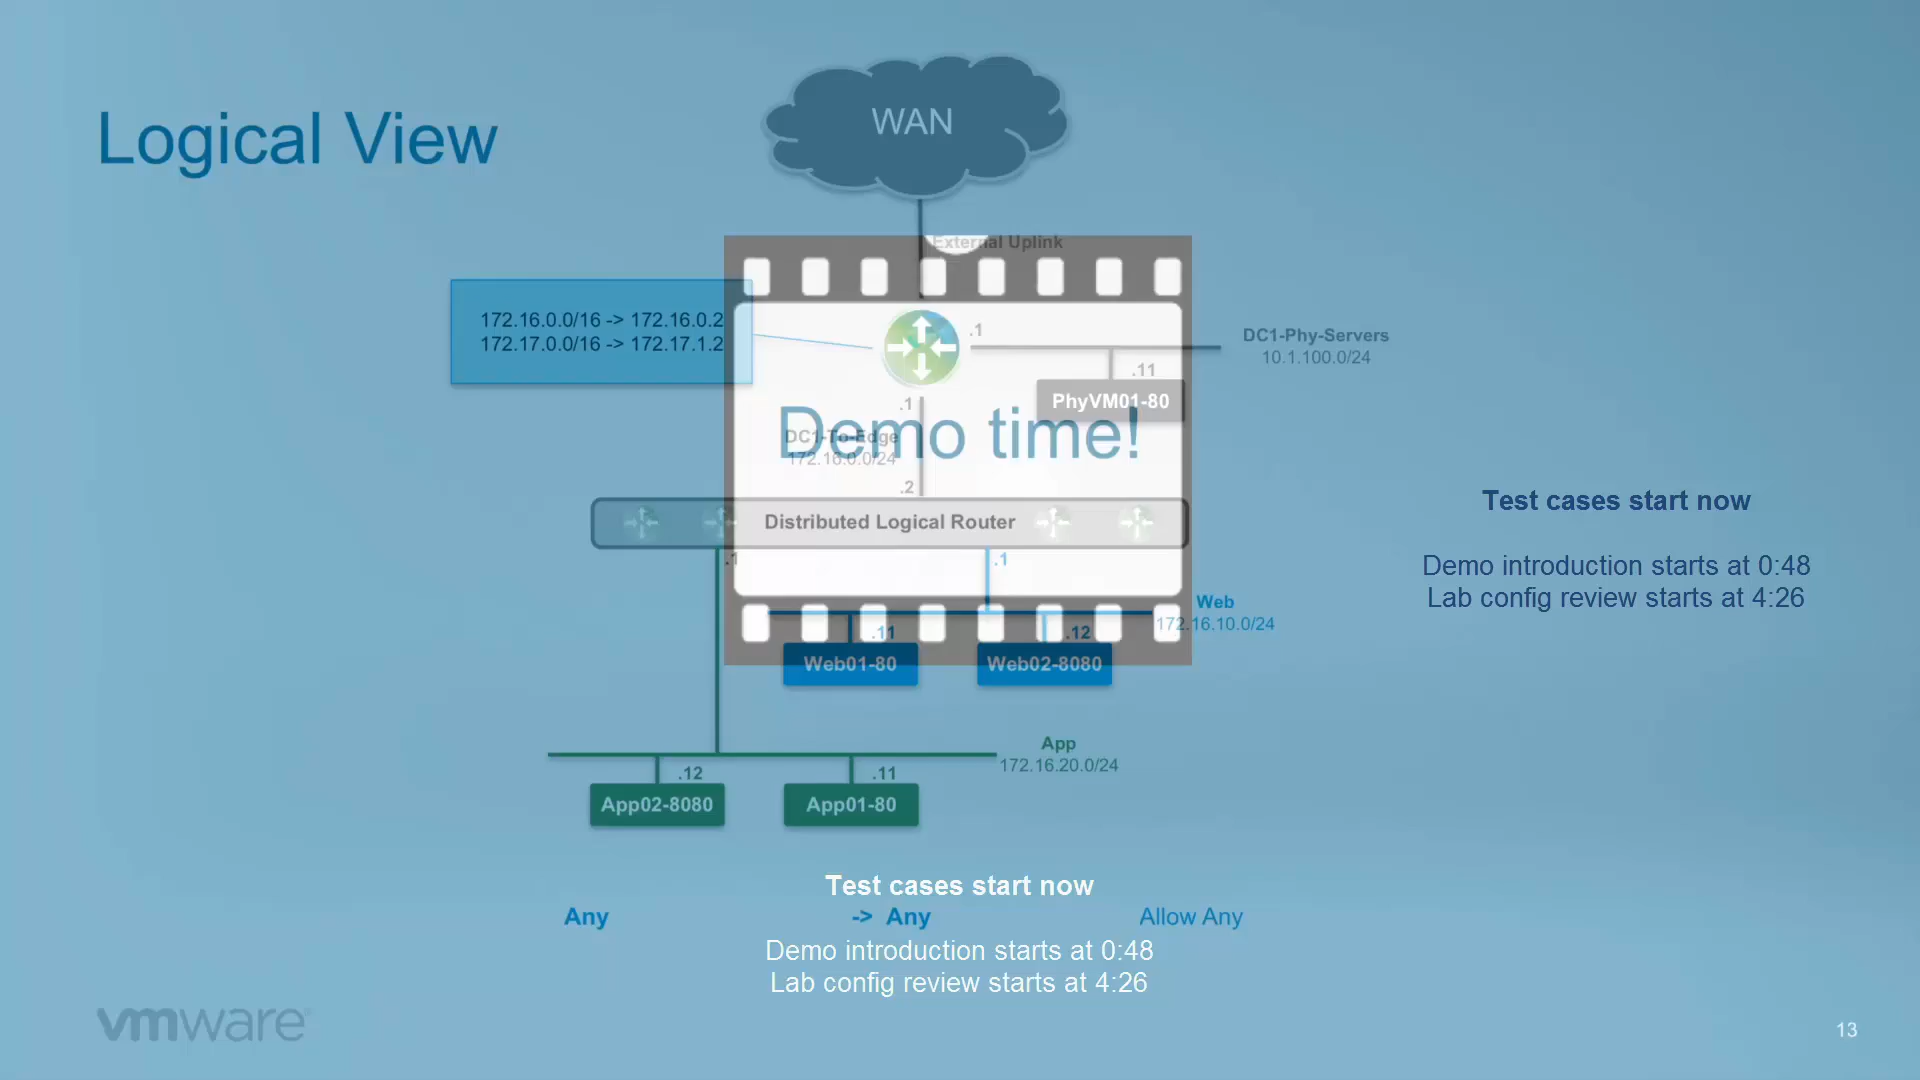 WAN
Logical View
External Uplink
172.16.0.0/16 -> 172.16.0.2
172.17.0.0/16 -> 172.17.1.2
.1
DC1-Phy-Servers
10.1.100.0/24
.11
PhyVM01-80
.1
Demo time!
DC1-To-Edge
172.16.0.0/24
.2
Test cases start now
Distributed Logical Router
.1
.1
Demo introduction starts at 0:48
Lab config review starts at 4:26
Web
172.16.10.0/24
.11
.12
Web01-80
Web02-8080
App
172.16.20.0/24
.12
.11
App02-8080
App01-80
Test cases start now
Any -> Any Allow Any
Demo introduction starts at 0:48
Lab config review starts at 4:26
vmware
13